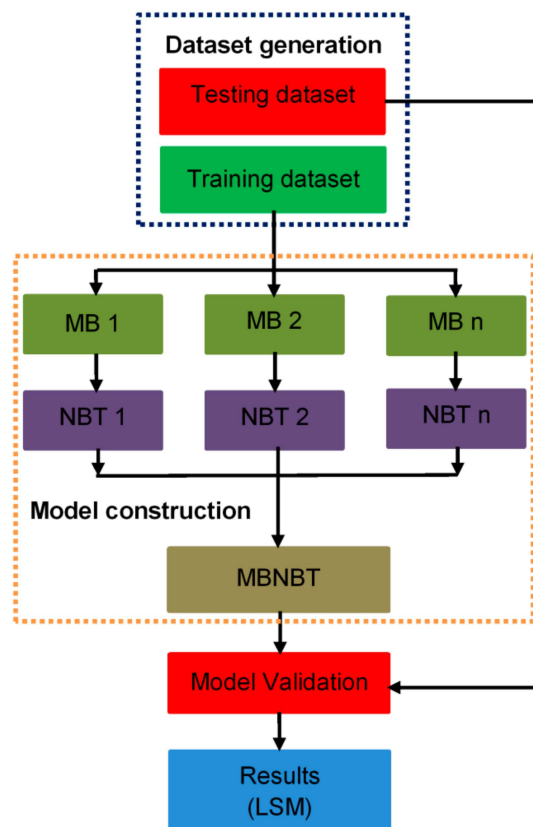 Dataset generation
Testing dataset
Training dataset
MB 1
MB 2
MB n
NBT 1
NBT 2
NBT n
Model construction
MBNBT
Model Validation
Results
(LSM)